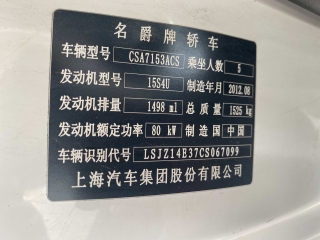 名爵牌轿车
车辆型号 CSA7153ACS 乘坐人数 5
发动机型号 15S4U 制造年月 2012.08
发动机排量 1498 ml 总质量 1525 kg
发动机额定功率 80 kW 制造国 中国
车辆识别代号 LSJZ14E37CS067099
上海汽车集团股份有限公司